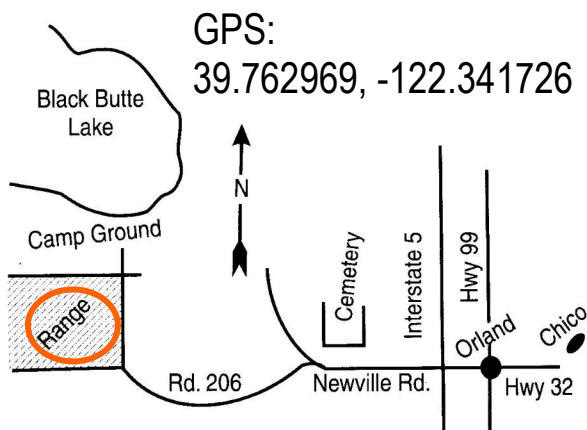 GPS:
39.762969, -122.341726
Black Butte
Lake
N
Camp Ground
Range
Cemetery
Interstate 5
Hwy 99
Orland
Chico
Rd. 206
Newville Rd.
Hwy 32